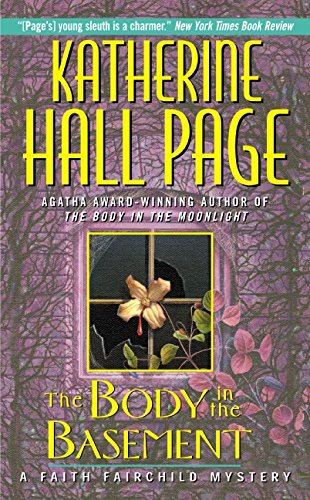 “[Page's] young sleuth is a charmer.” New York Times Book Review
KATHERINE
HALL PAGE
AGATHA AWARD-WINNING AUTHOR OF
THE BODY IN THE MOONLIGHT
The BODY in the
BASEMENT
A FAITH FAIRCHILD MYSTERY